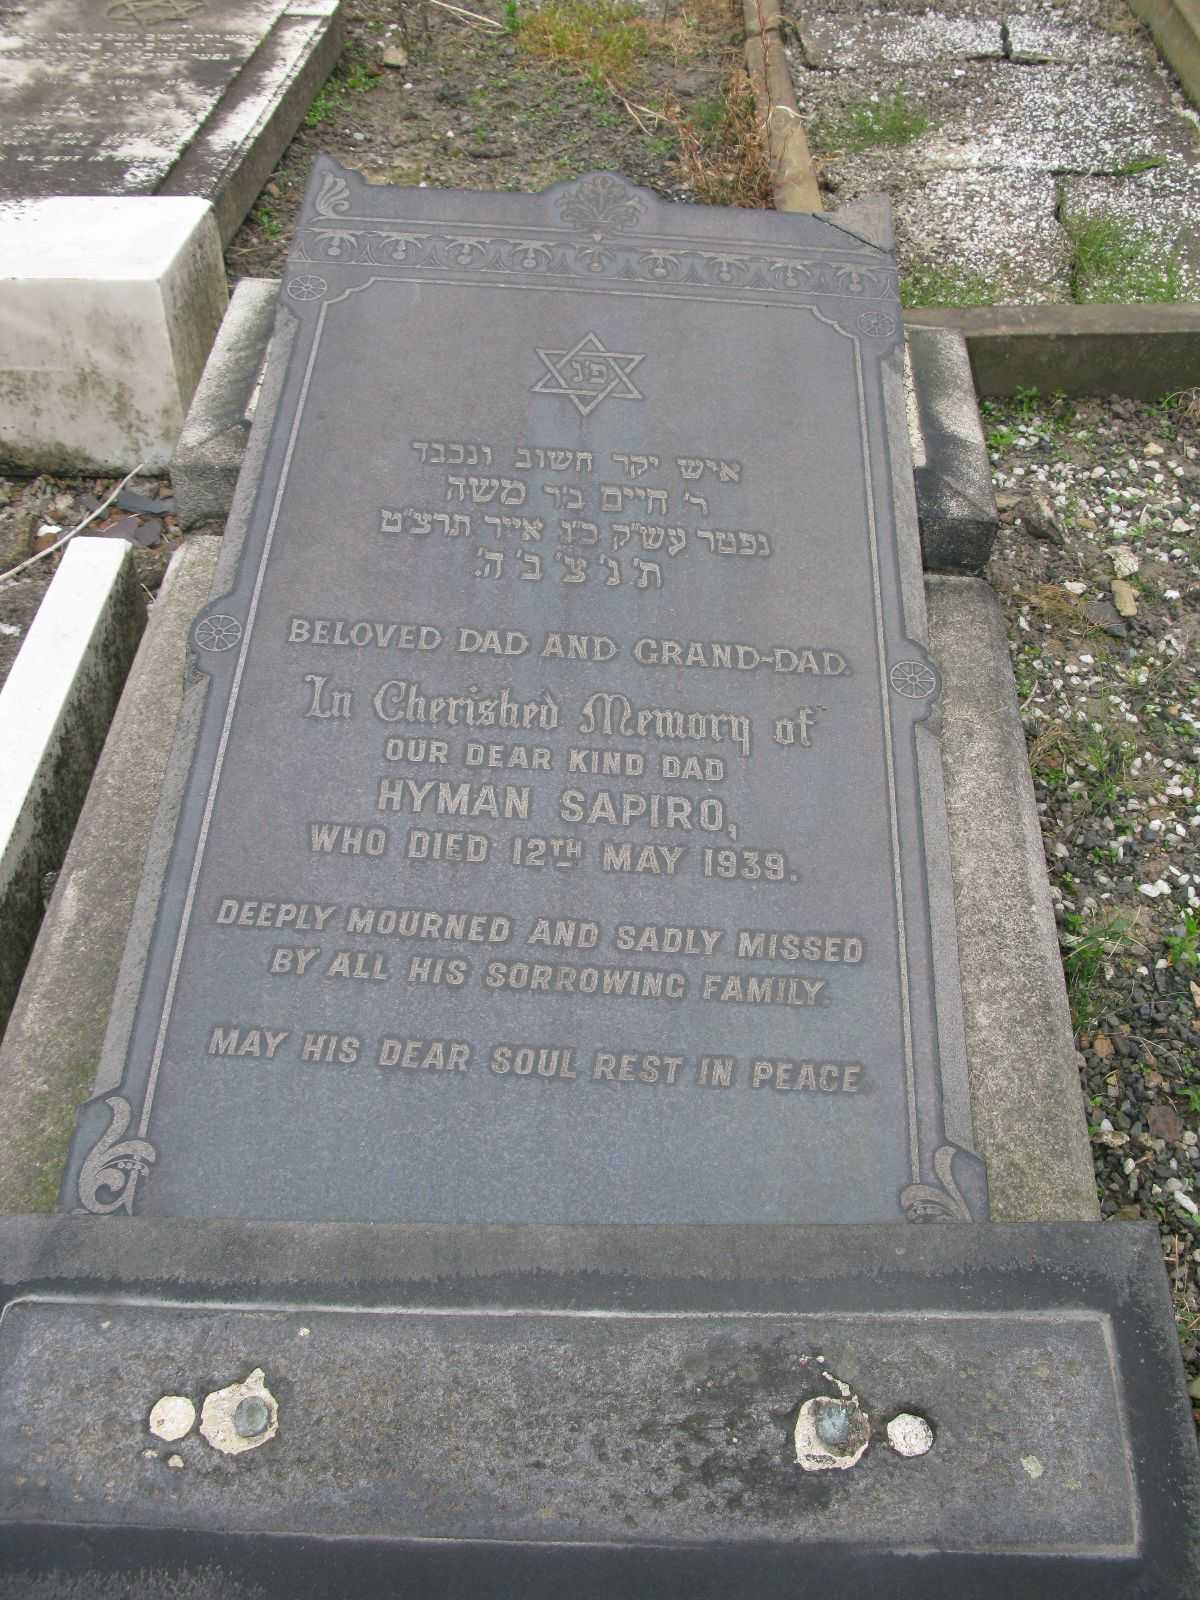 פ׳נ
איש יקר חשוב ונכבד
ר׳ חיים ב׳ר משה
נפטר עש״ק כ״ו אייר תרצ״ט
ת׳ נ׳ צ׳ ב׳ ה׳.
BELOVED DAD AND GRAND-DAD.
In Cherished Memory of
OUR DEAR KIND DAD
HYMAN SAPIRO,
WHO DIED 12TH MAY 1939.
DEEPLY MOURNED AND SADLY MISSED
BY ALL HIS SORROWING FAMILY.
MAY HIS DEAR SOUL REST IN PEACE.